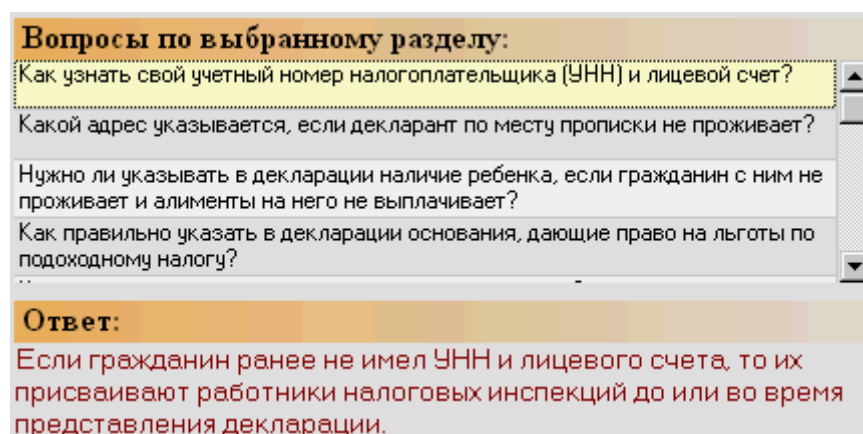 Вопросы по выбранному разделу:
Как узнать свой учетный номер налогоплательщика (УНН) и лицевой счет?
Какой адрес указывается, если декларант по месту прописки не проживает?
Нужно ли указывать в декларации наличие ребенка, если гражданин с ним не
проживает и алименты на него не выплачивает?
Как правильно указать в декларации основания, дающие право на льготы по
подоходному налогу?
Ответ:
Если гражданин ранее не имел УНН и лицевого счета, то их
присваивают работники налоговых инспекций до или во время
представления декларации.